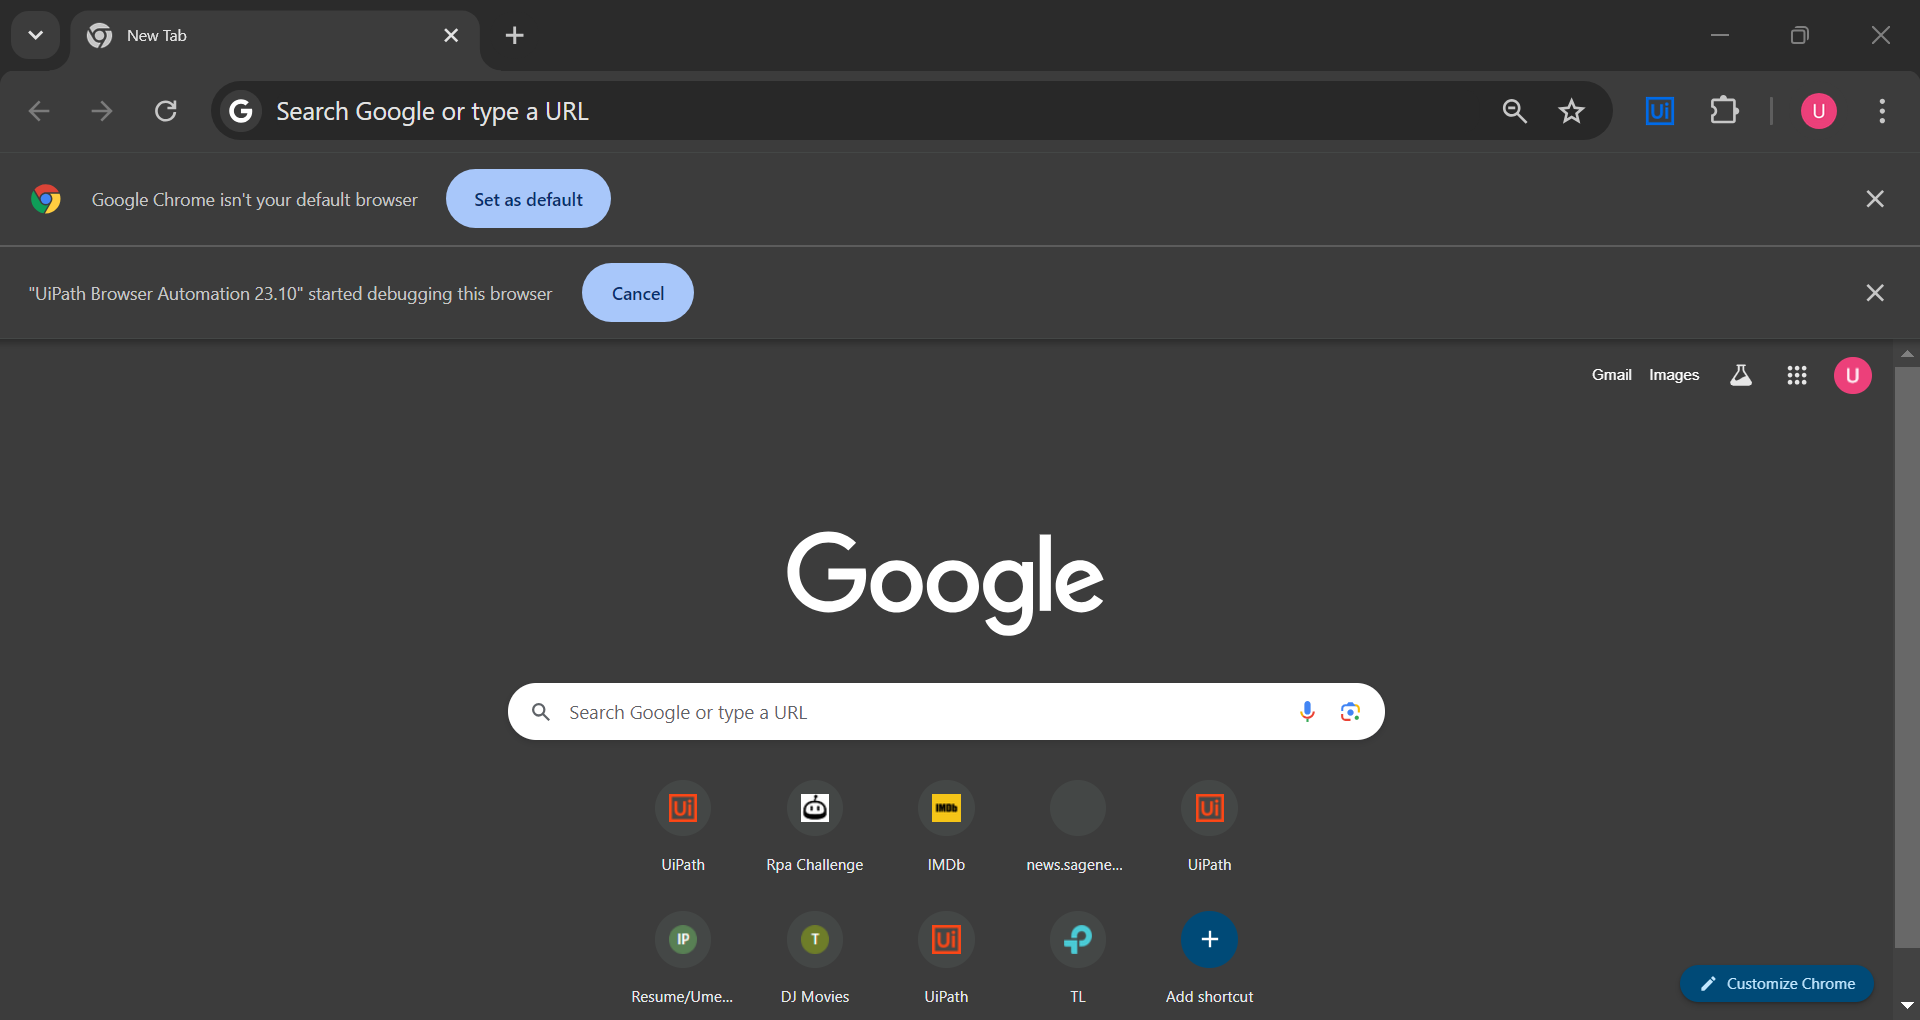 New Tab
Search Google or type a URL
Ui
U
Google Chrome isn't your default browser
Set as default
"UiPath Browser Automation 23.10" started debugging this browser
Cancel
Gmail Images
U
Google
Search Google or type a URL
Ui
IMDb
Ui
UiPath
Rpa Challenge
IMDb
news.sagene...
UiPath
IP
T
Ui
Resume/Ume...
DJ Movies
UiPath
TL
Add shortcut
Customize Chrome